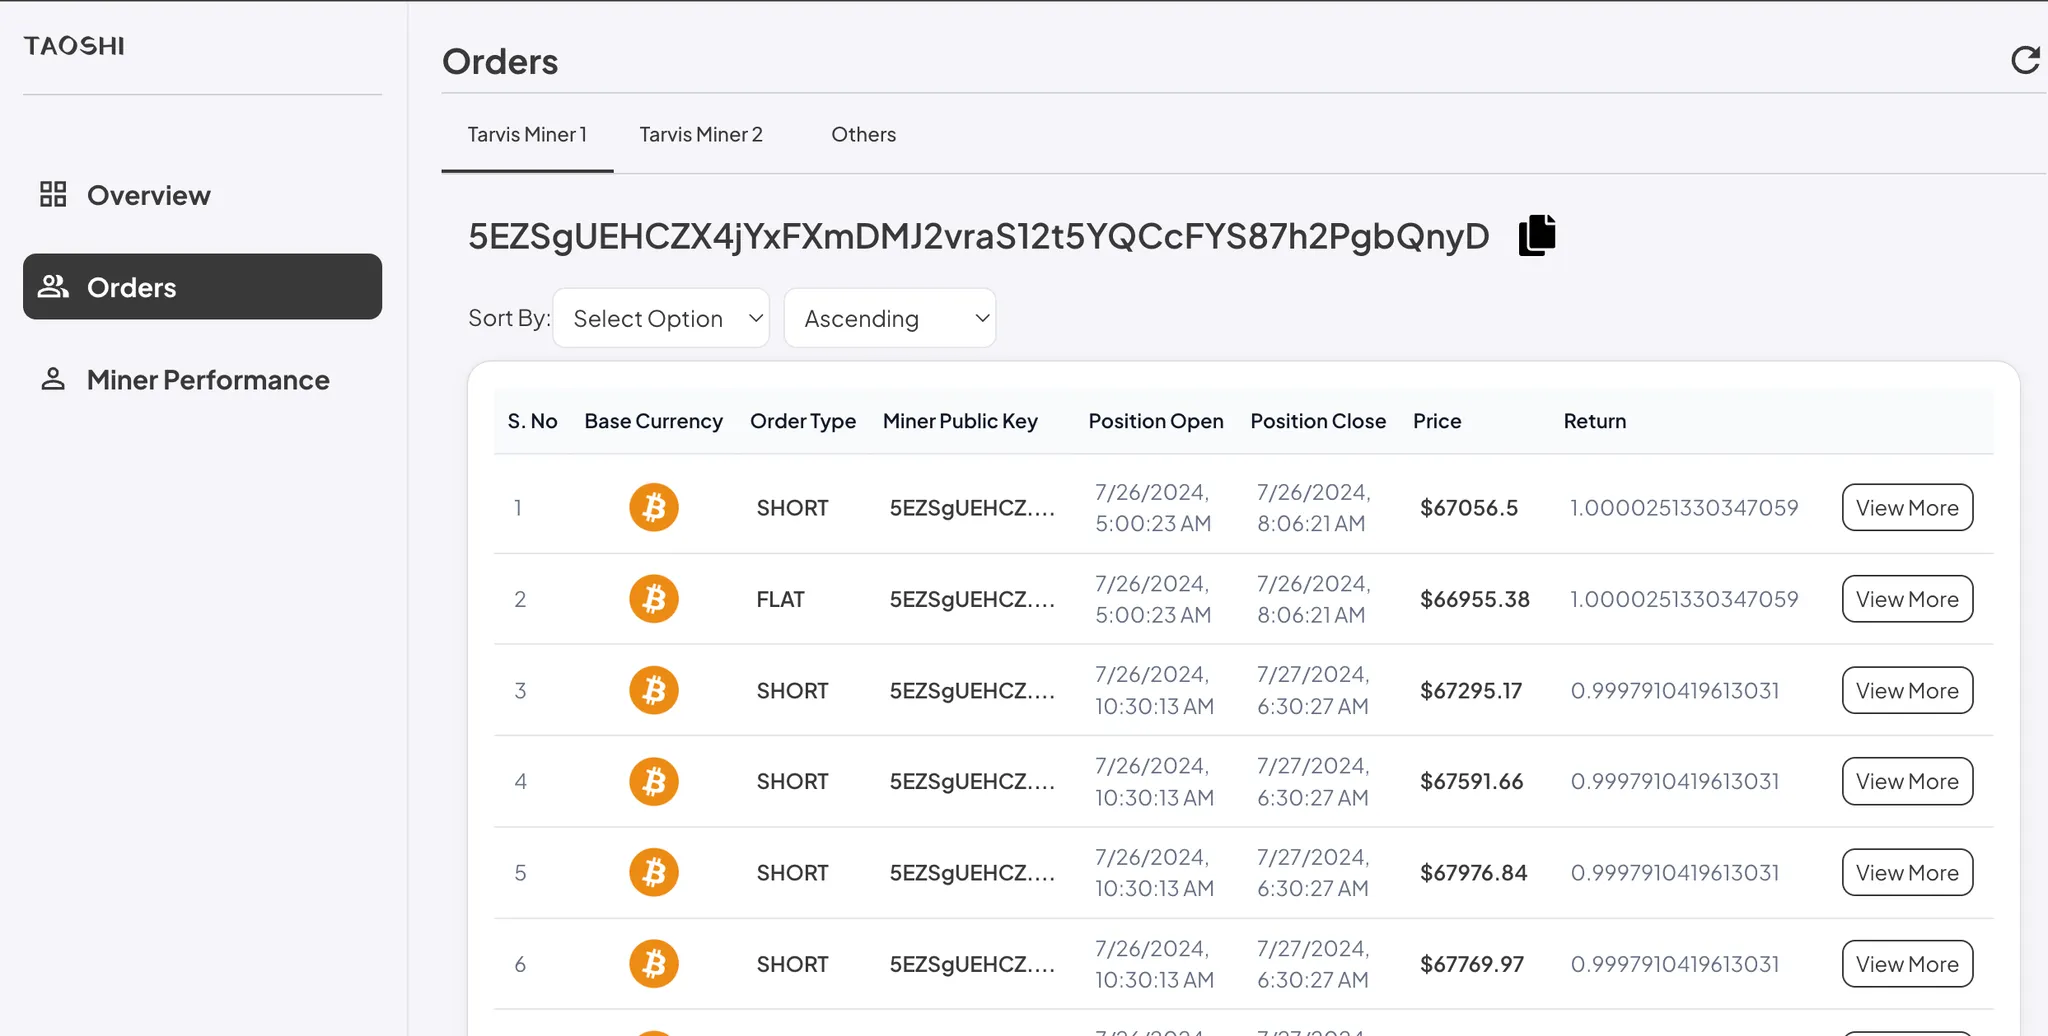 TAOSHI
Overview
Orders
Miner Performance
Orders
Tarvis Miner 1 Tarvis Miner 2 Others
5EZSgUEHCZX4jYxFXmDMJ2vraS12t5YQCcFYS87h2PgbQnyD
Sort By: Select Option Ascending
S. No Base Currency Order Type Miner Public Key Position Open Position Close Price Return
1 SHORT 5EZSgUEHCZ.... 7/26/2024, 5:00:23 AM 7/26/2024, 8:06:21 AM $67056.5 1.0000251330347059 View More
2 FLAT 5EZSgUEHCZ.... 7/26/2024, 5:00:23 AM 7/26/2024, 8:06:21 AM $66955.38 1.0000251330347059 View More
3 SHORT 5EZSgUEHCZ.... 7/26/2024, 10:30:13 AM 7/27/2024, 6:30:27 AM $67295.17 0.9997910419613031 View More
4 SHORT 5EZSgUEHCZ.... 7/26/2024, 10:30:13 AM 7/27/2024, 6:30:27 AM $67591.66 0.9997910419613031 View More
5 SHORT 5EZSgUEHCZ.... 7/26/2024, 10:30:13 AM 7/27/2024, 6:30:27 AM $67976.84 0.9997910419613031 View More
6 SHORT 5EZSgUEHCZ.... 7/26/2024, 10:30:13 AM 7/27/2024, 6:30:27 AM $67769.97 0.9997910419613031 View More